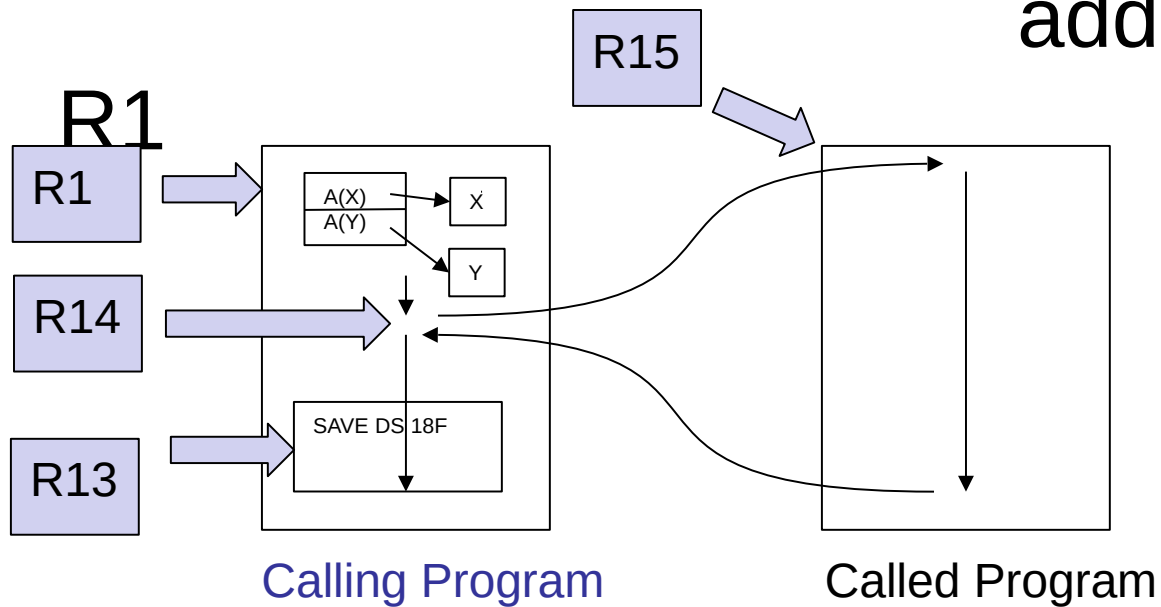 add
R15
R1
R1
A(X)
X
A(Y)
Y
R14
SAVE DS 18F
R13
Calling Program
Called Program